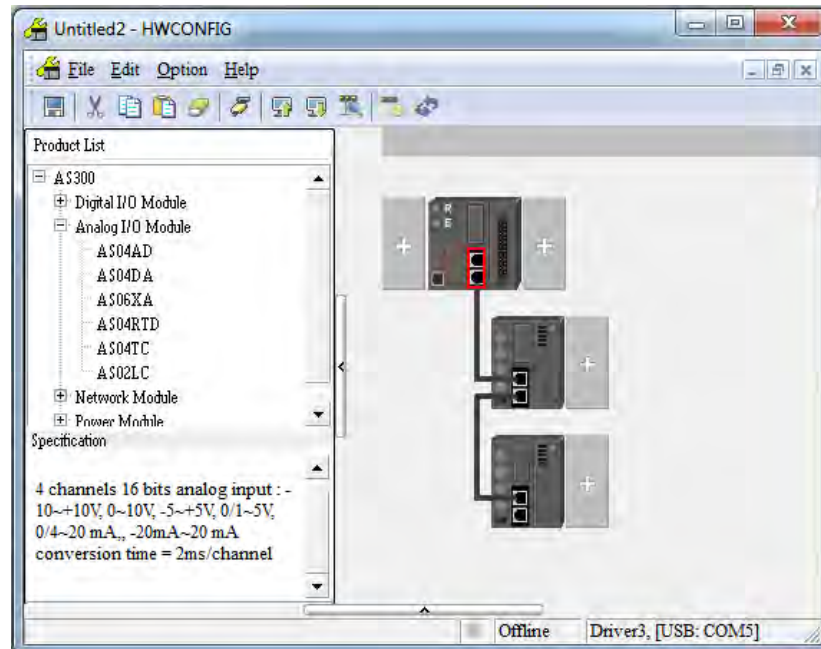 Untitled2 - HWCONFIG
File Edit Option Help
Product List
AS300
Digital I/O Module
Analog I/O Module
AS04AD
AS04DA
AS06XA
AS04RTD
AS04TC
AS02LC
Network Module
Power Module
Specification
4 channels 16 bits analog input : -
10~+10V, 0~10V, -5~+5V, 0/1~5V,
0/4~20 mA,, -20mA~20 mA
conversion time = 2ms/channel
R
E
Offline Driver3, [USB: COM5]